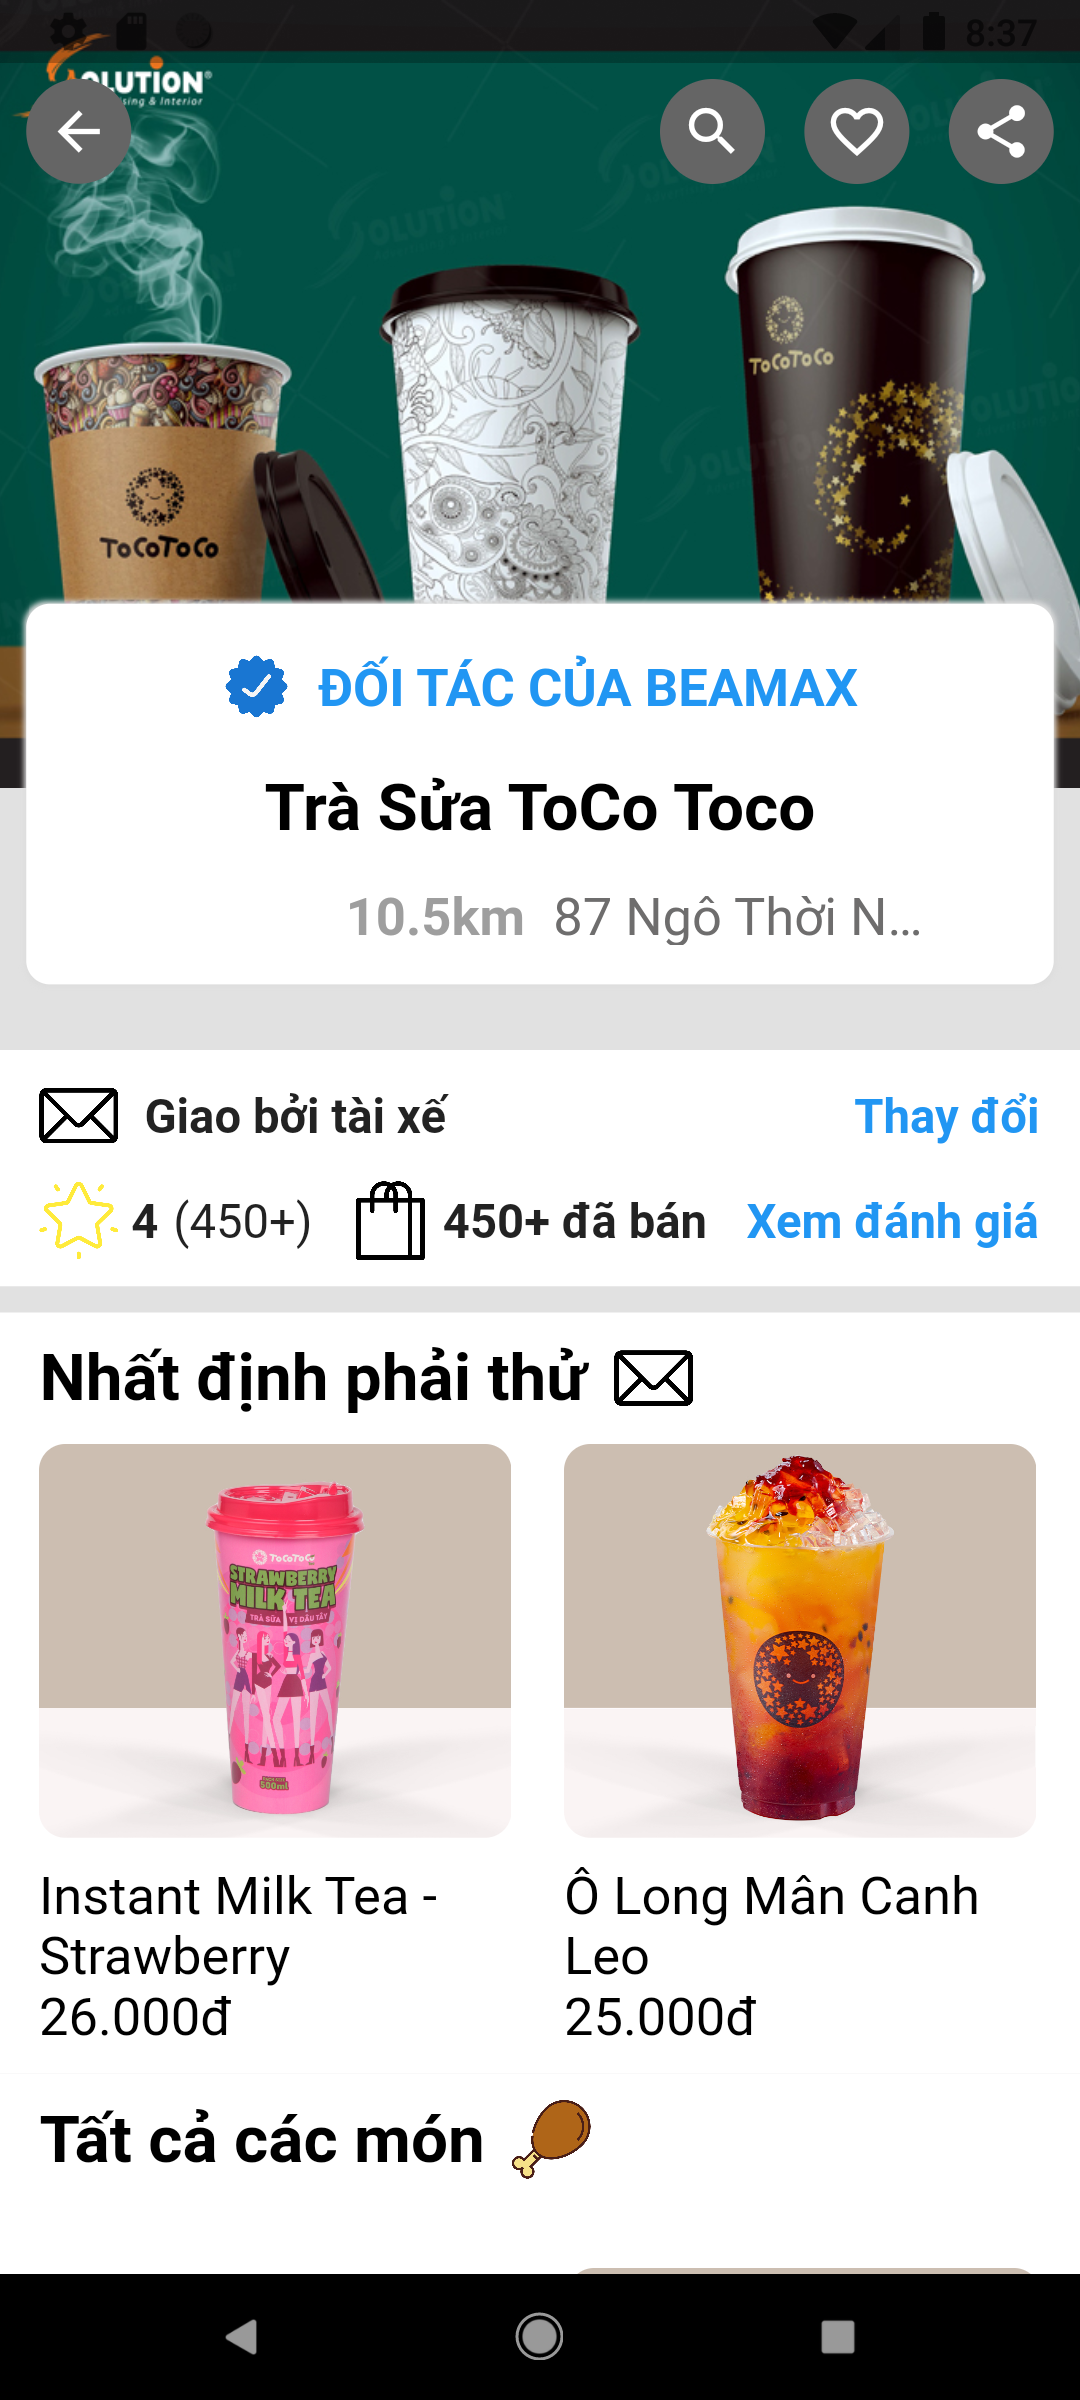 8:37
SOLUTION®
ToCoToCo
ToCoToCo
ĐỐI TÁC CỦA BEAMAX
Trà Sửa ToCo Toco
10.5km 87 Ngô Thời N...
Giao bởi tài xế
Thay đổi
4 (450+)
450+ đã bán
Xem đánh giá
Nhất định phải thử
ToCoToCo
STRAWBERRY
MILK TEA
TRÀ SỮA VỊ DÂU TÂY
500ml
Instant Milk Tea -
Strawberry
26.000đ
Ô Long Mân Canh
Leo
25.000đ
Tất cả các món